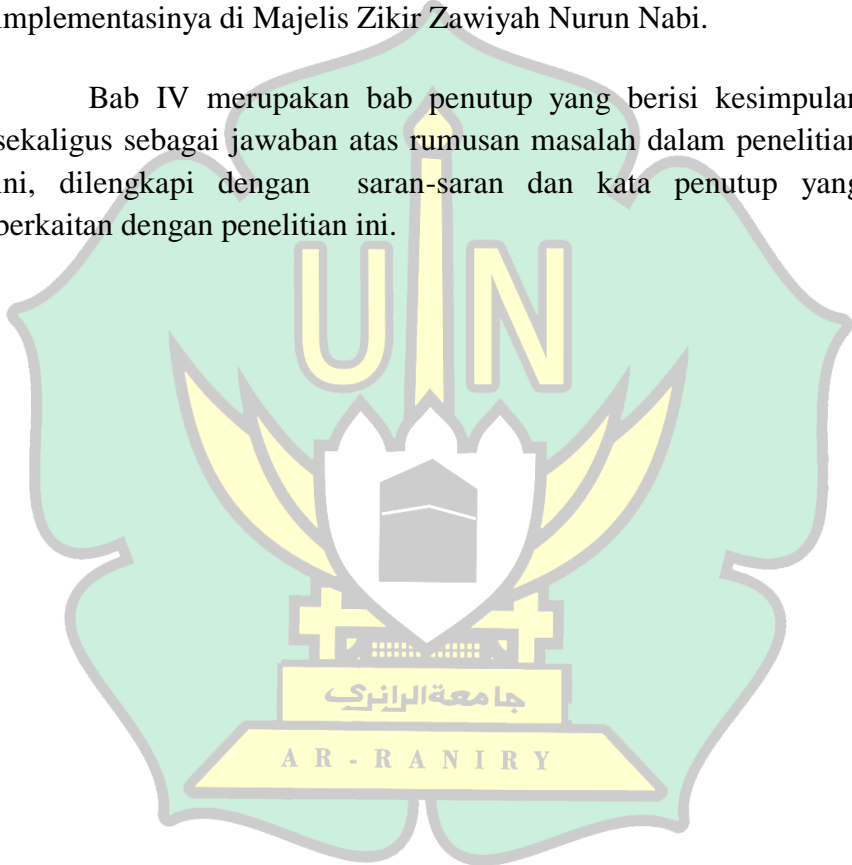 implementasinya di Majelis Zikir Zawiyah Nurun Nabi.
Bab IV merupakan bab penutup yang berisi kesimpulan
sekaligus sebagai jawaban atas rumusan masalah dalam penelitian
ini, dilengkapi dengan saran-saran dan kata penutup yang
berkaitan dengan penelitian ini.
UIN
جامعة الرانري
AR-RANIRY